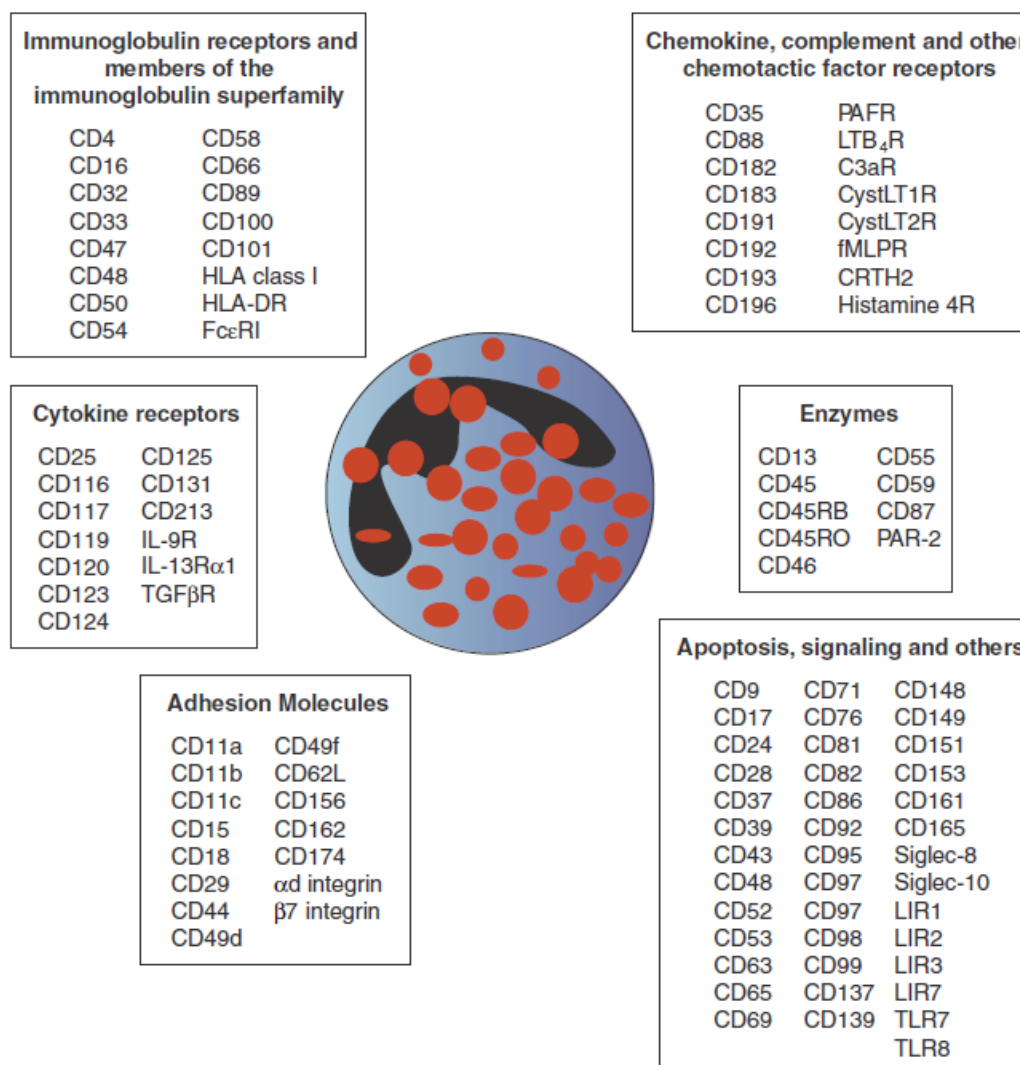 Immunoglobulin receptors and
members of the
immunoglobulin superfamily
CD4 CD58
CD16 CD66
CD32 CD89
CD33 CD100
CD47 CD101
CD48 HLA class I
CD50 HLA-DR
CD54 FcεRI
Chemokine, complement and other
chemotactic factor receptors
CD35 PAFR
CD88 LTB₄R
CD182 C3aR
CD183 CystLT1R
CD191 CystLT2R
CD192 fMLPR
CD193 CRTH2
CD196 Histamine 4R
Cytokine receptors
CD25 CD125
CD116 CD131
CD117 CD213
CD119 IL-9R
CD120 IL-13Rα1
CD123 TGFβR
CD124
Enzymes
CD13 CD55
CD45 CD59
CD45RB CD87
CD45RO PAR-2
CD46
Adhesion Molecules
CD11a CD49f
CD11b CD62L
CD11c CD156
CD15 CD162
CD18 CD174
CD29 αd integrin
CD44 β7 integrin
CD49d
Apoptosis, signaling and others
CD9 CD71 CD148
CD17 CD76 CD149
CD24 CD81 CD151
CD28 CD82 CD153
CD37 CD86 CD161
CD39 CD92 CD165
CD43 CD95 Siglec-8
CD48 CD97 Siglec-10
CD52 CD97 LIR1
CD53 CD98 LIR2
CD63 CD99 LIR3
CD65 CD137 LIR7
CD69 CD139 TLR7
TLR8